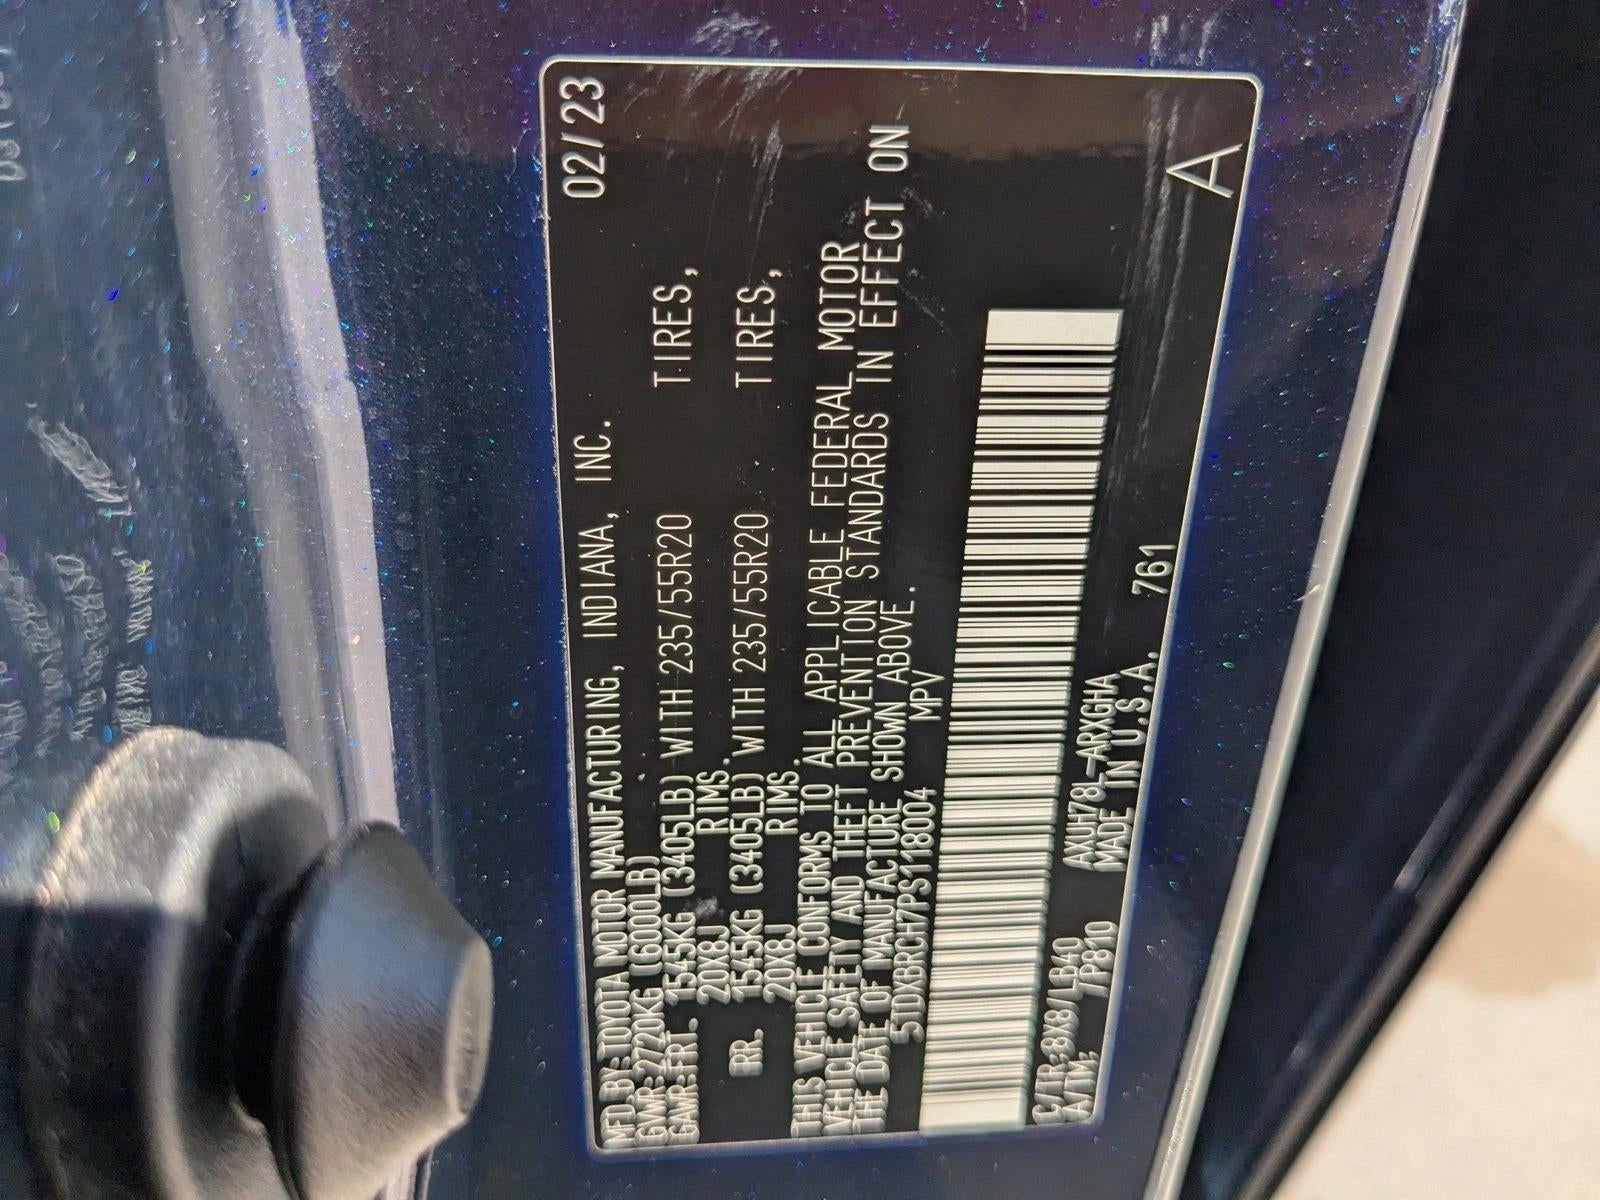 MFD. BY: TOYOTA MOTOR MANUFACTURING, INDIANA, INC. 02/23
GVWR: 2720KG (6000LB)
GAWR: FRT. 1545KG (3405LB) WITH 235/55R20 TIRES,
20X8J RIMS.
RR. 1545KG (3405LB) WITH 235/55R20 TIRES,
20X8J RIMS.
THIS VEHICLE CONFORMS TO ALL APPLICABLE FEDERAL MOTOR
VEHICLE SAFETY AND THEFT PREVENTION STANDARDS IN EFFECT ON
THE DATE OF MANUFACTURE SHOWN ABOVE.
5TDXBRCH7PS118004 MPV
C/TR: 8X8/LB40 AXUH78L-ARXGHA 761
A/TM: P810 MADE IN U.S.A.
A